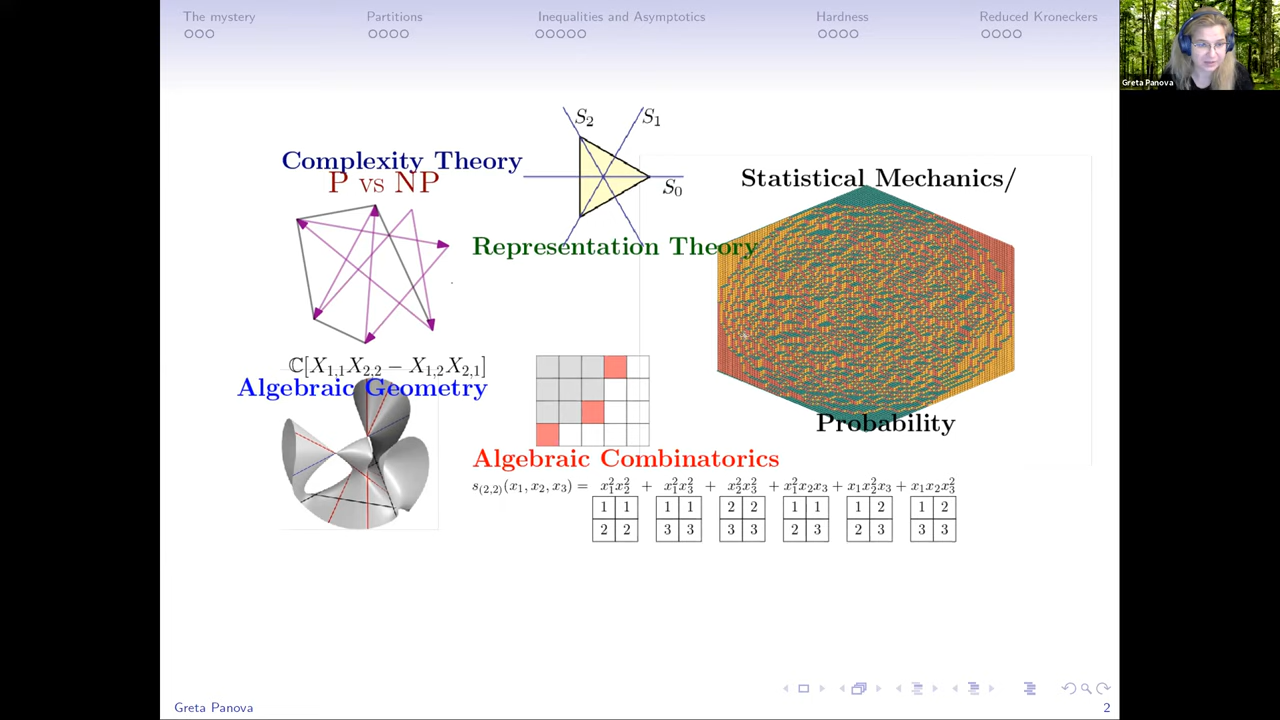 The mystery Partitions Inequalities and Asymptotics Hardness Reduced Kroneckers
Greta Panova
S₂ S₁
S₀
Complexity Theory
P vs NP
Representation Theory
Statistical Mechanics/
Probability
ℂ[X₁,₁X₂,₂ − X₁,₂X₂,₁]
Algebraic Geometry
Algebraic Combinatorics
s₍₂,₂₎(x₁, x₂, x₃) = x₁²x₂² + x₁²x₃² + x₂²x₃² + x₁²x₂x₃ + x₁x₂²x₃ + x₁x₂x₃²
1 1 1 1 2 2 1 1 1 2 1 2
2 2 3 3 3 3 2 3 2 3 3 3
Greta Panova 2